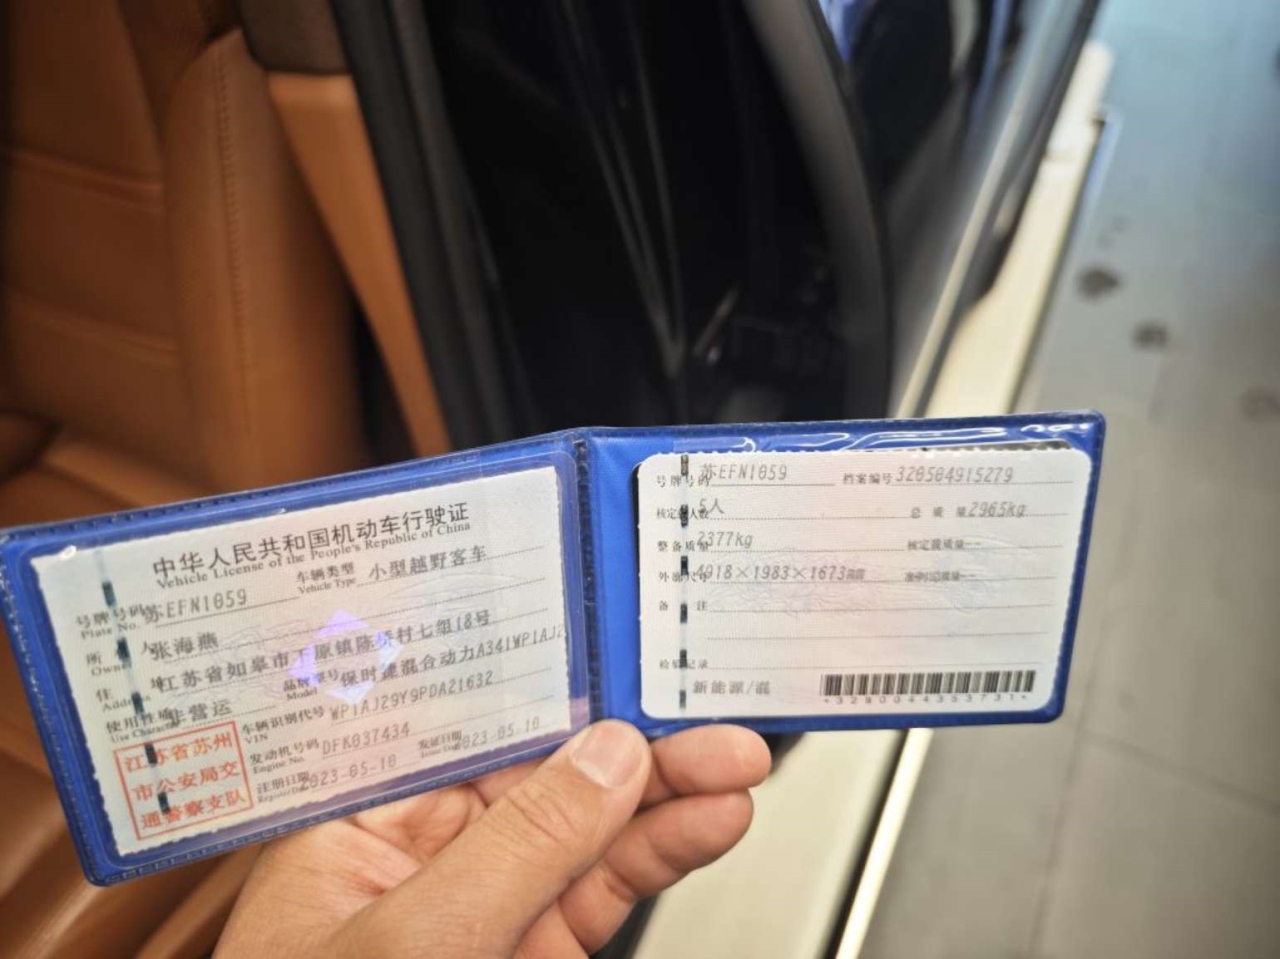 中华人民共和国机动车行驶证
Vehicle License of the People's Republic of China
号牌号码 苏EFN1059 车辆类型 小型越野客车
Plate No. Vehicle Type
所 人 张海燕
Owner
住 江苏省如皋市 原镇陈桥村七组18号
Address
使用性质 非营运 品牌型号 保时捷混合动力A341WP1AJ2
Use Character Model
车辆识别代号 WP1AJ29Y9PDA21632
VIN
发动机号码 DFK037434 发证日期 2023-05-10
Engine No. Issue Date
注册日期 2023-05-10
Register Date
江苏省苏州
市公安局交
通警察支队
号牌号码 苏EFN1059 档案编号 320504915279
核定载人数 5人 总质量 2965kg
整备质量 2377kg 核定载质量 --
外廓尺寸 4918×1983×1673 --
备 注
检验记录
新能源/混
*3280044353731*